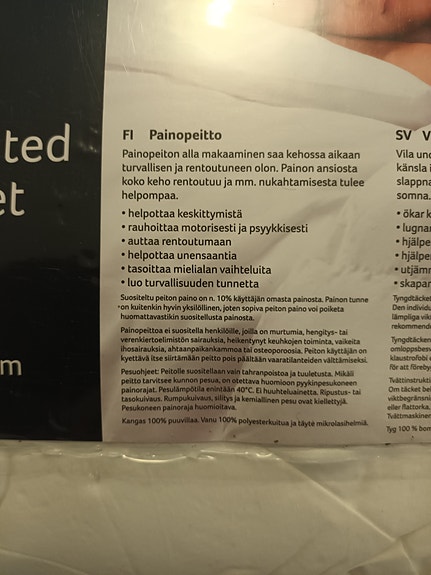 ted
et
m
FI Painopeitto
Painopeiton alla makaaminen saa kehossa aikaan
turvallisen ja rentoutuneen olon. Painon ansiosta
koko keho rentoutuu ja mm. nukahtamisesta tulee
helpompaa.
• helpottaa keskittymistä
• rauhoittaa motorisesti ja psyykkisesti
• auttaa rentoutumaan
• helpottaa unensaantia
• tasoittaa mielialan vaihteluita
• luo turvallisuuden tunnetta
Suositeltu peiton paino on n. 10% käyttäjän omasta painosta. Painon tunne
on kuitenkin hyvin yksilöllinen, joten sopiva peiton paino voi poiketa
huomattavastikin suositellusta painosta.
Painopeittoa ei suositella henkilöille, joilla on murtumia, hengitys- tai
verenkiertoelimistön sairauksia, heikentynyt keuhkojen toiminta, vaikeita
ihosairauksia, ahtaanpaikankammoa tai osteoporoosia. Peiton käyttäjän on
kyettävä itse siirtämään peitto pois päältään vaaratilanteiden välttämiseksi.
Pesuohjeet: Peitolle suositellaan vain tahranpoistoa ja tuuletusta. Mikäli
peitto tarvitsee kunnon pesua, on otettava huomioon pyykinpesukoneen
painorajat. Pesulämpötila enintään 40°C. Ei huuhteluainetta. Ripustus- tai
tasokuivaus. Rumpukuivaus, silitys ja kemiallinen pesu ovat kiellettyjä.
Pesukoneen painoraja huomioitava.
Kangas 100% puuvillaa. Vanu 100% polyesterkuitua ja täyte mikrolasihelmiä.
SV V
Vila und
känsla i
slappna
somna.
• ökar k
• lugnar
• hjälpe
• hjälpe
• utjämn
• skapar
Tyngdtäcket
Den individu
lämpliga vik
rekommende
Tyngdtäcken
omloppsbesv
klaustrofobi e
för att föreby
Tvättinstrukti
Om täcket beh
viktbegränsni
eller flattorka.
Tvättmaskiner
Tyg 100 % bom